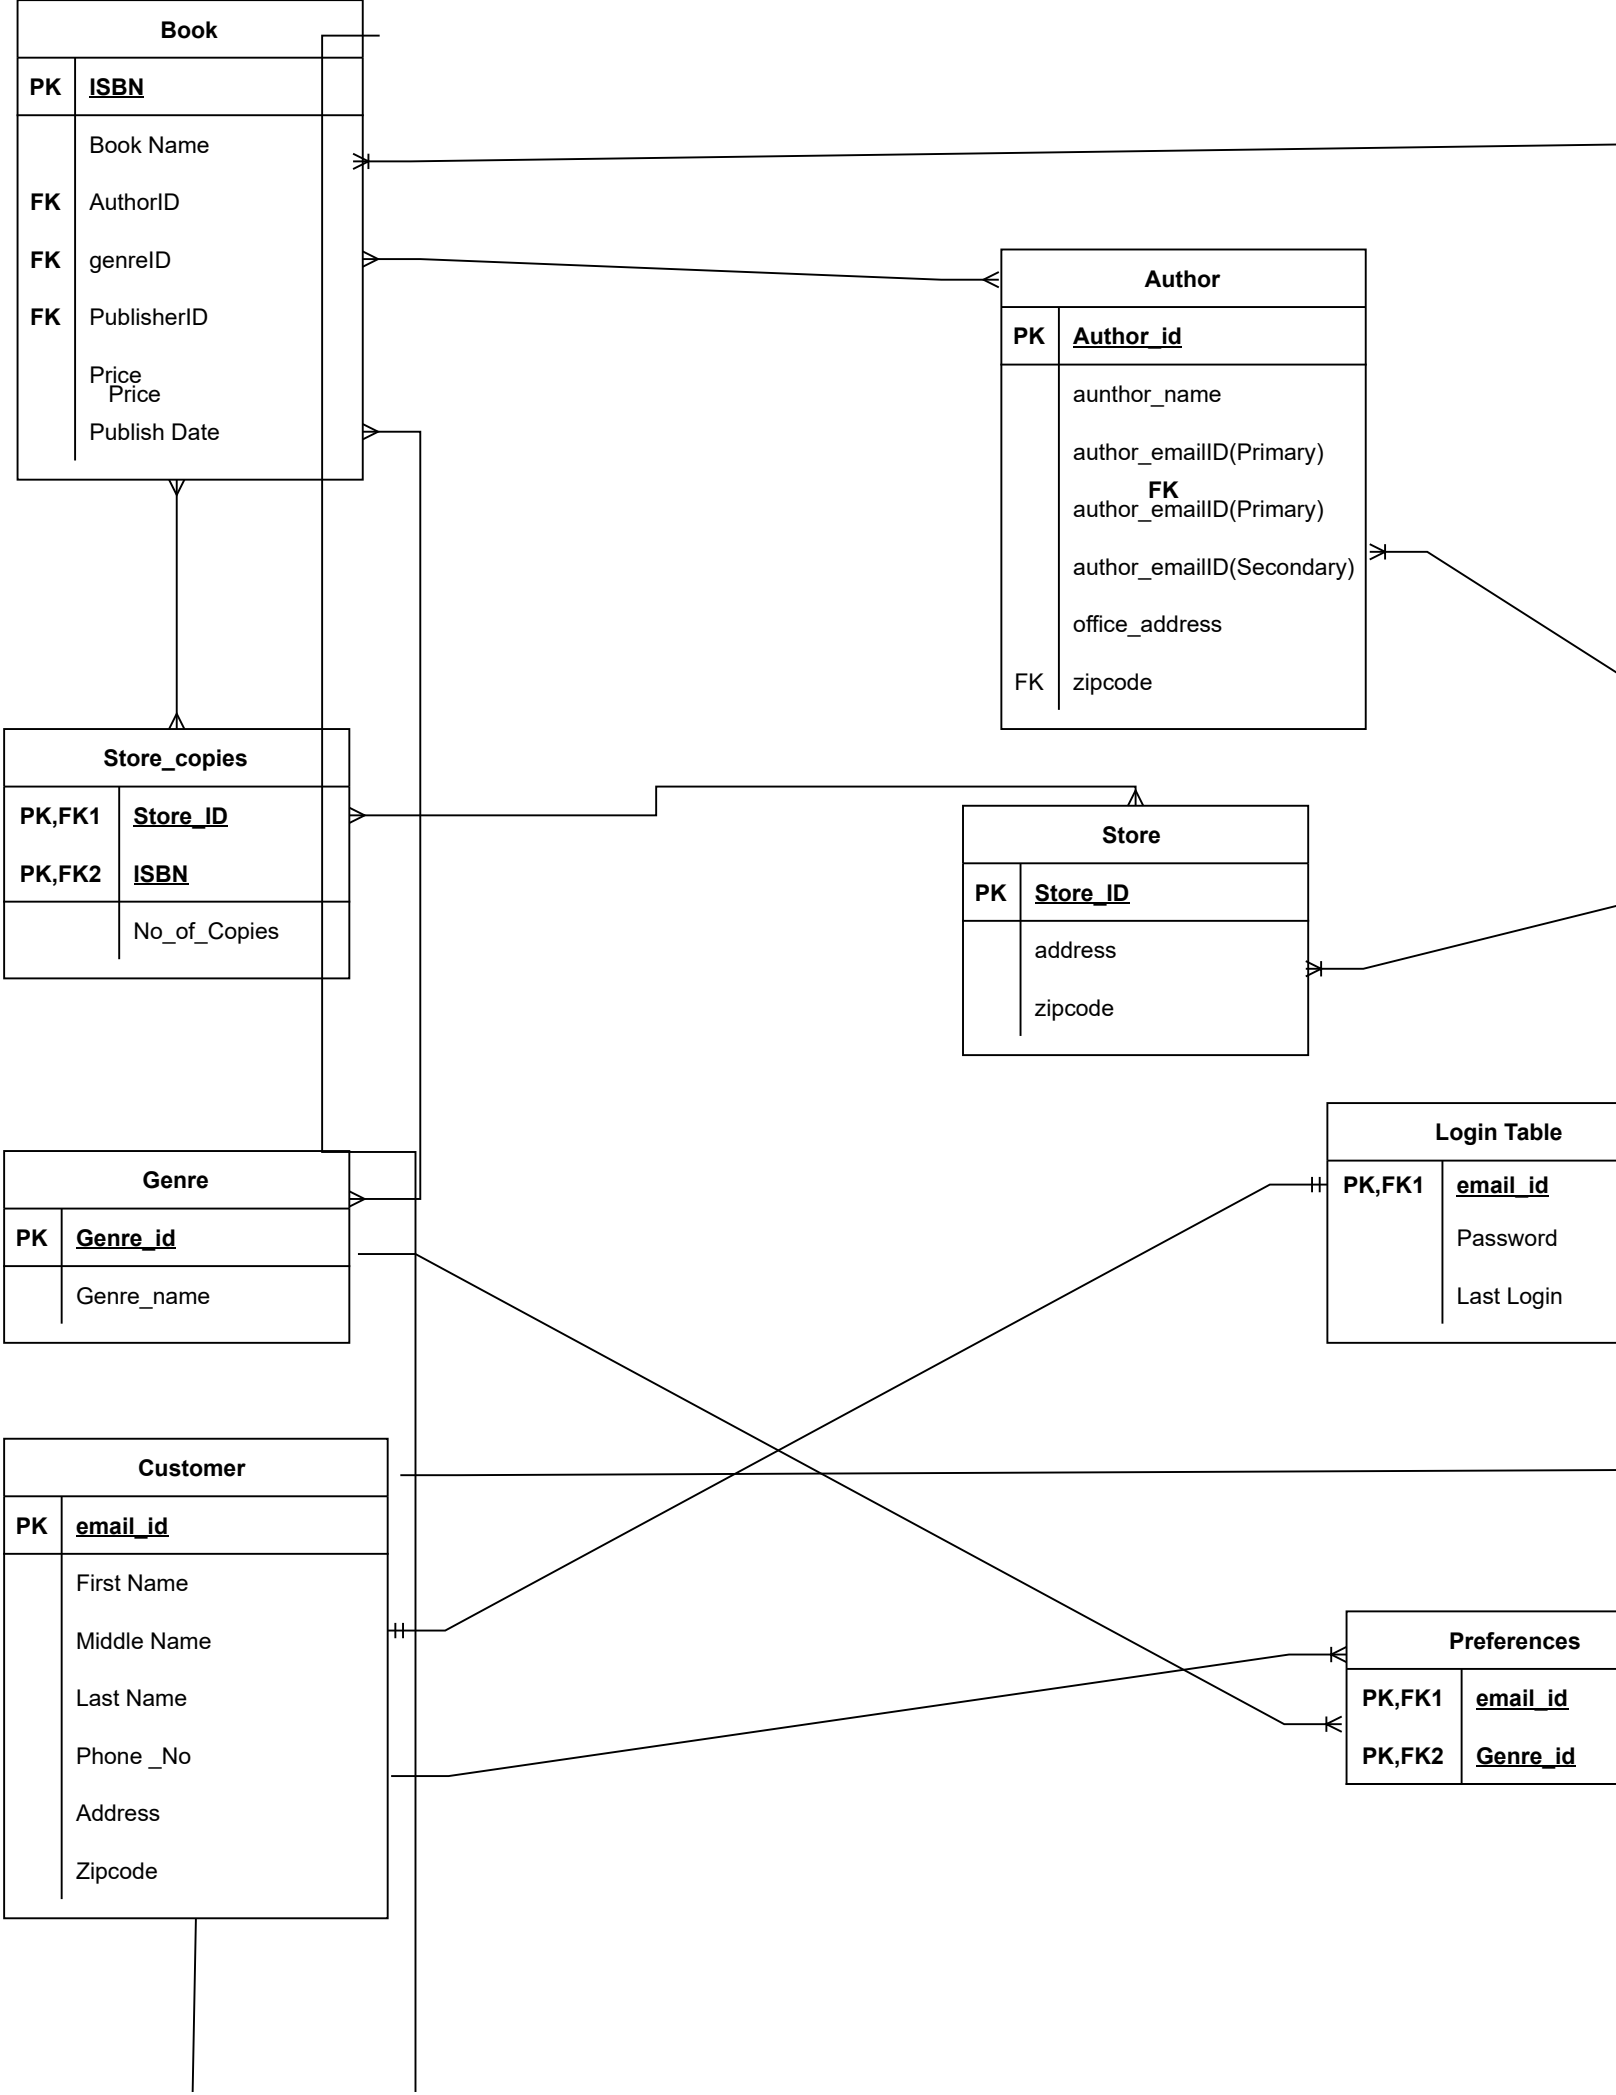 Book
PK ISBN
Book Name
FK AuthorID
FK genreID
FK PublisherID
Price
Price
Publish Date
Author
PK Author_id
aunthor_name
author_emailID(Primary)
FK
author_emailID(Primary)
author_emailID(Secondary)
office_address
FK zipcode
Store_copies
PK,FK1 Store_ID
PK,FK2 ISBN
No_of_Copies
Store
PK Store_ID
address
zipcode
Login Table
PK,FK1 email_id
Password
Last Login
Genre
PK Genre_id
Genre_name
Customer
PK email_id
First Name
Middle Name
Last Name
Phone _No
Address
Zipcode
Preferences
PK,FK1 email_id
PK,FK2 Genre_id